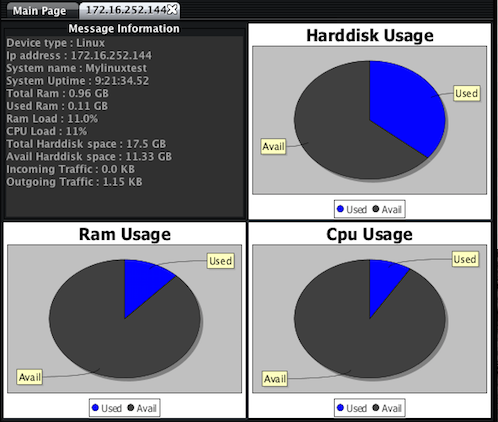 Main Page
172.16.252.144
Message Information
Device type : Linux
Ip address : 172.16.252.144
System name : Mylinuxtest
System Uptime : 9:21:34.52
Total Ram : 0.96 GB
Used Ram : 0.11 GB
Ram Load : 11.0%
CPU Load : 11%
Total Harddisk space : 17.5 GB
Avail Harddisk space : 11.33 GB
Incoming Traffic : 0.0 KB
Outgoing Traffic : 1.15 KB
Harddisk Usage
Used
Avail
Used Avail
Ram Usage
Used
Avail
Used Avail
Cpu Usage
Used
Avail
Used Avail